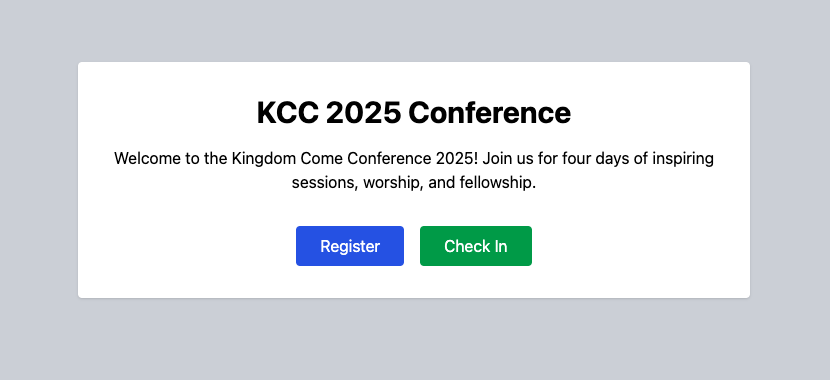 KCC 2025 Conference
Welcome to the Kingdom Come Conference 2025! Join us for four days of inspiring
sessions, worship, and fellowship.
Register
Check In